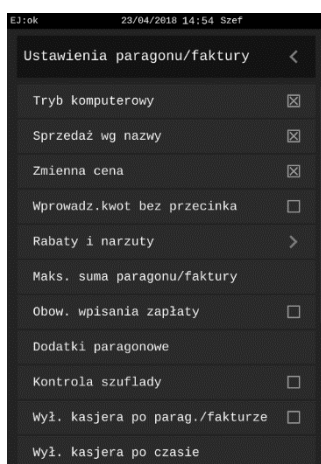 EJ:ok 23/04/2018 14:54 Szef
Ustawienia paragonu/faktury
Tryb komputerowy
Sprzedaż wg nazwy
Zmienna cena
Wprowadz.kwot bez przecinka
Rabaty i narzuty
Maks. suma paragonu/faktury
Obow. wpisania zapłaty
Dodatki paragonowe
Kontrola szuflady
Wył. kasjera po parag./fakturze
Wył. kasjera po czasie